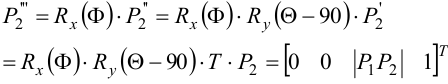 P₂''' = Rₓ(Φ)·P₂'' = Rₓ(Φ)·R_y(Θ−90)·P₂'
= Rₓ(Φ)·R_y(Θ−90)·T·P₂ = [0 0 |P₁P₂| 1]ᵀ